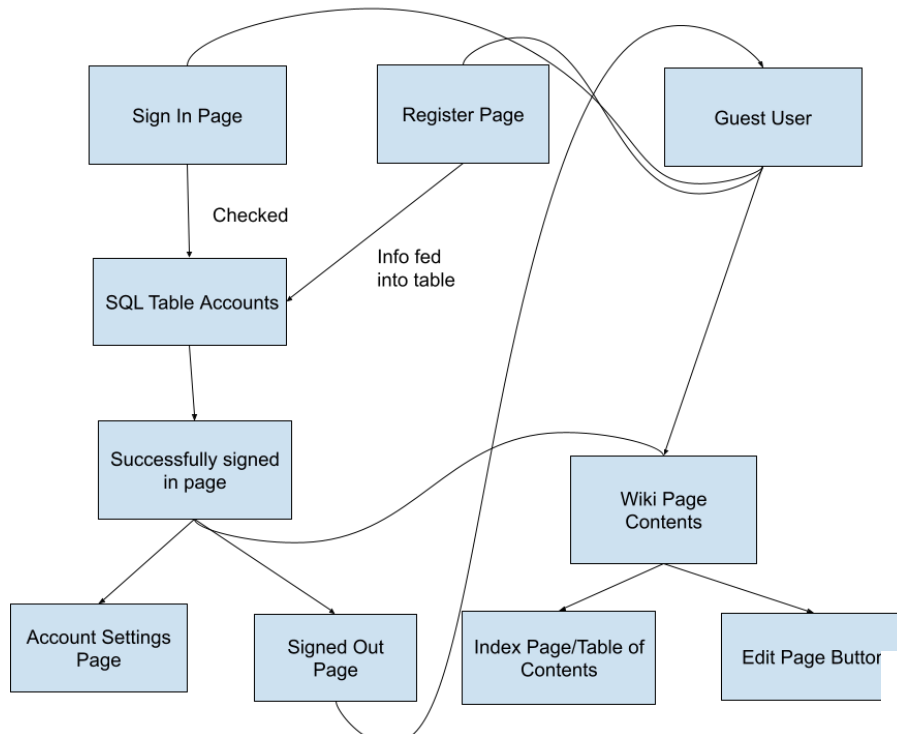 Sign In Page
Register Page
Guest User
Checked
Info fed
into table
SQL Table Accounts
Successfully signed
in page
Wiki Page
Contents
Account Settings
Page
Signed Out
Page
Index Page/Table of
Contents
Edit Page Button